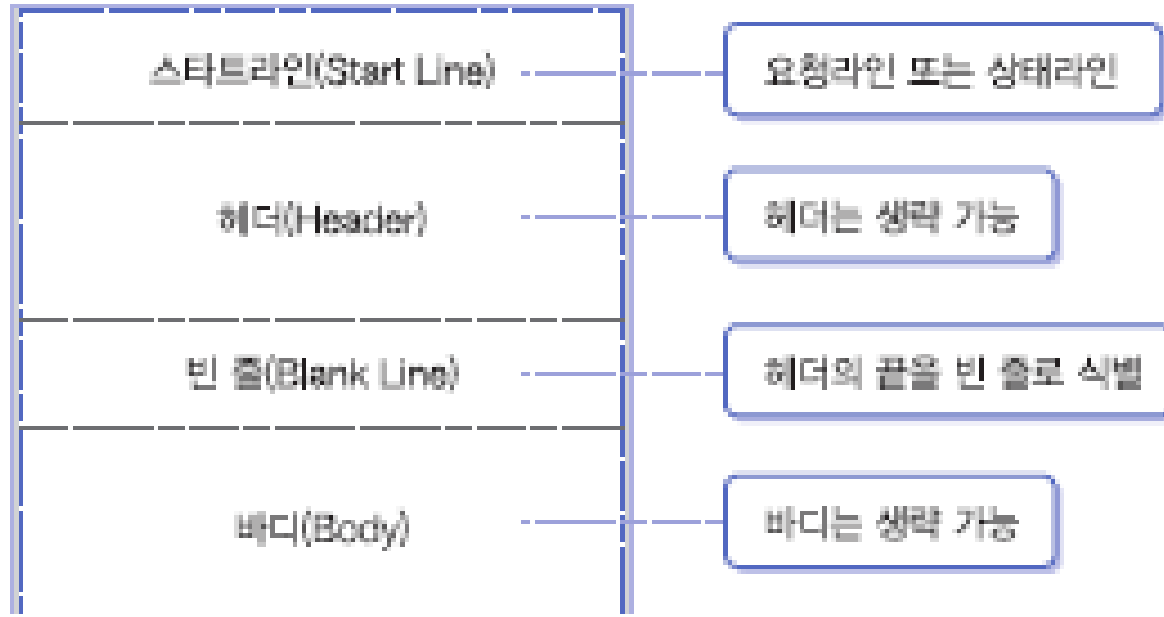 스타트라인(Start Line)
요청라인 또는 상태라인
헤더(Header)
헤더는 생략 가능
빈 줄(Blank Line)
헤더의 끝을 빈 줄로 식별
바디(Body)
바디는 생략 가능